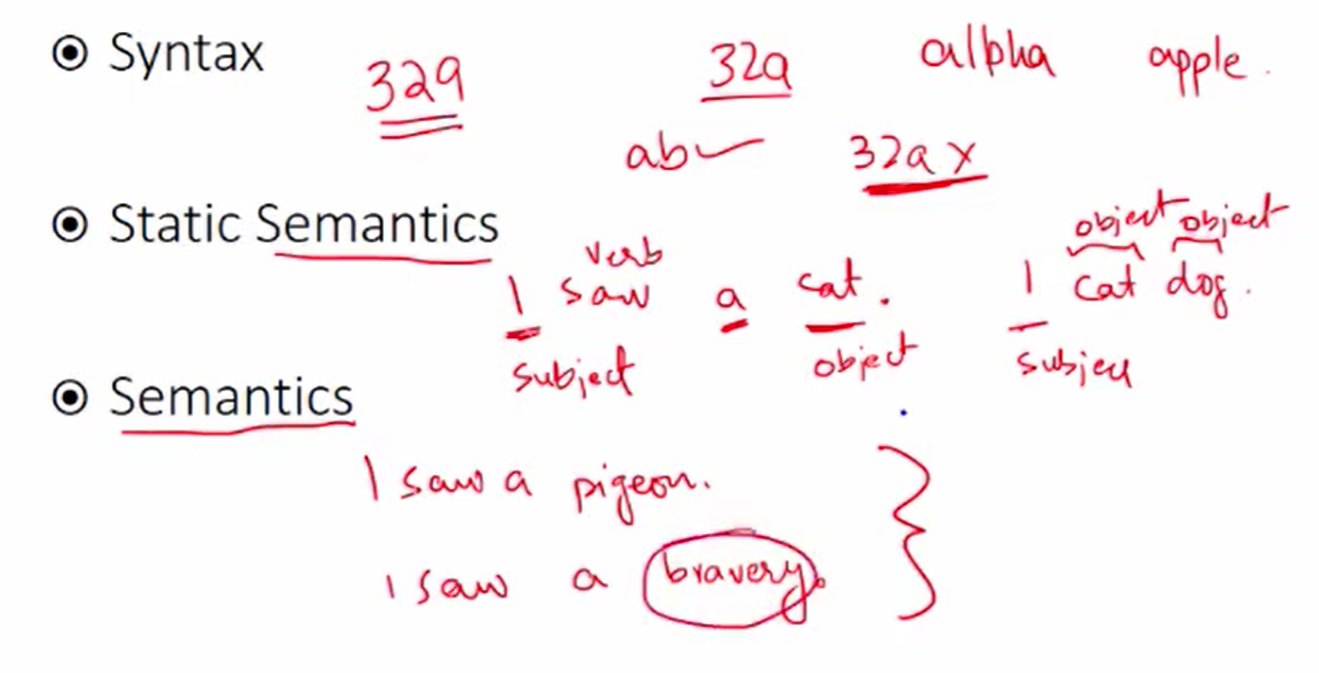 Syntax
329 32a alpha apple.
ab 32a x
Static Semantics
object object
verb
I saw a cat. I cat dog.
subject object subject
Semantics
I saw a pigeon.
I saw a bravery.